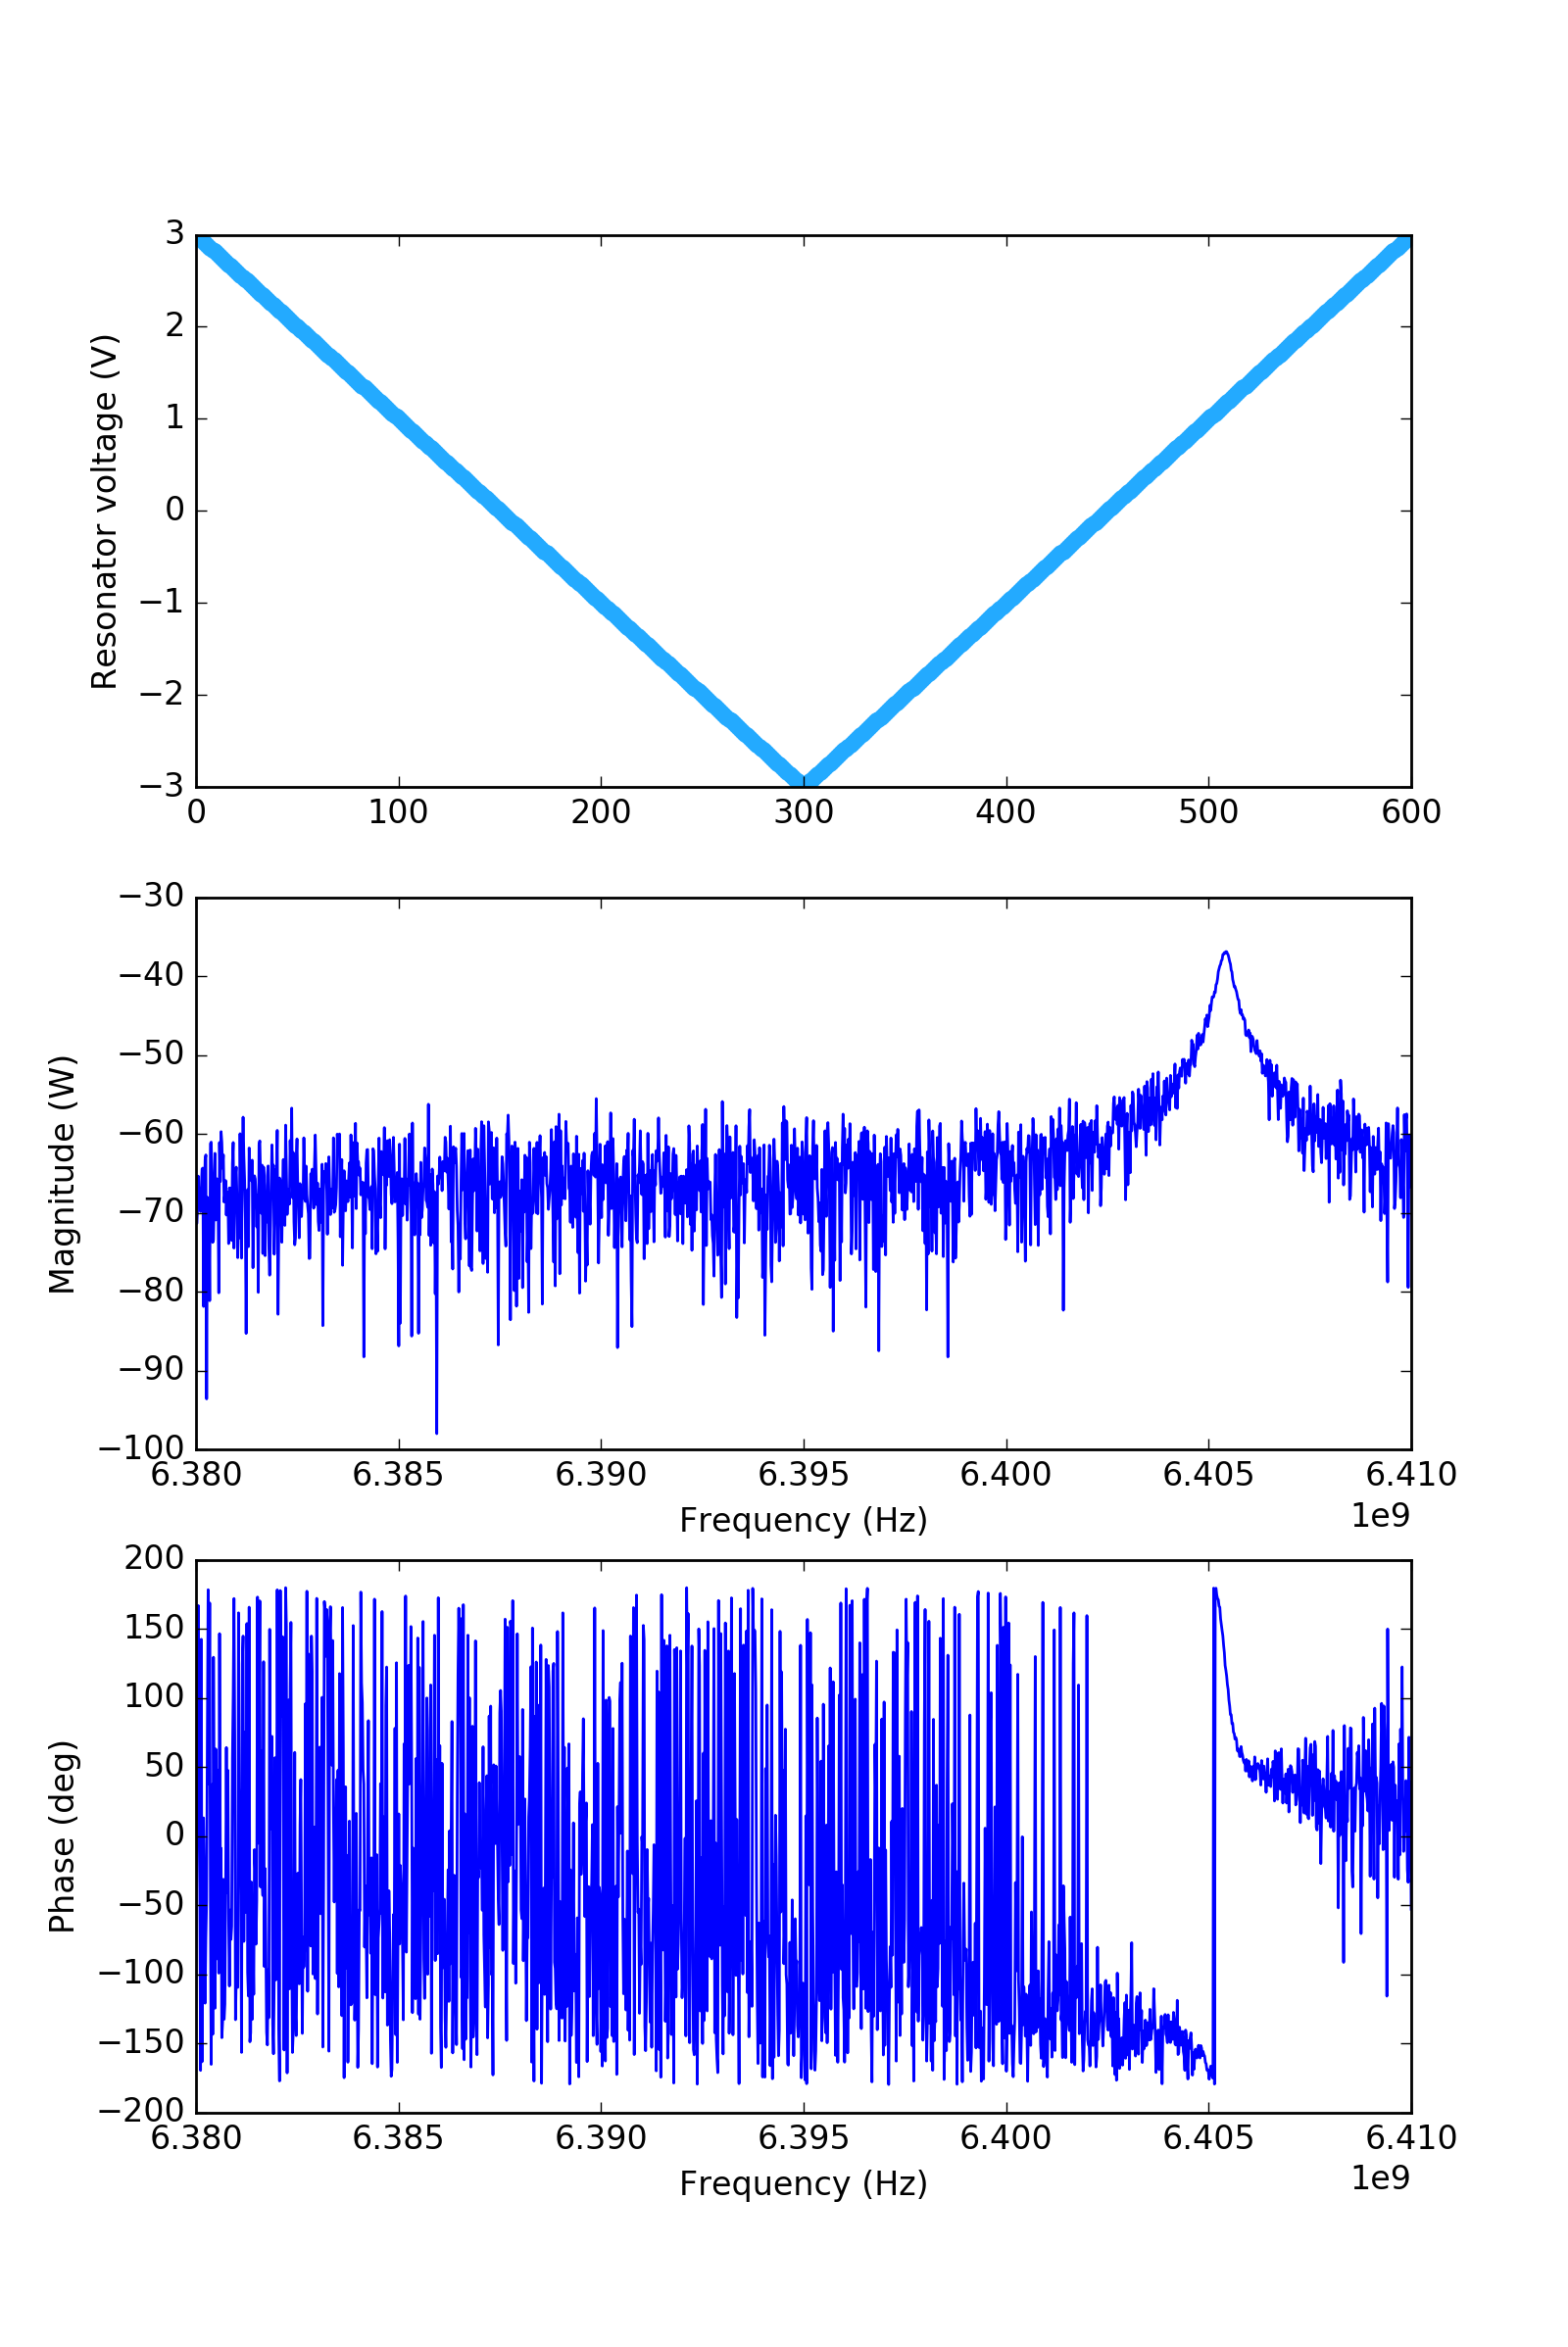 3
2
1
0
−1
−2
−3
Resonator voltage (V)
0 100 200 300 400 500 600
−30
−40
−50
−60
−70
−80
−90
−100
Magnitude (W)
6.380 6.385 6.390 6.395 6.400 6.405 6.410
Frequency (Hz)
1e9
200
150
100
50
0
−50
−100
−150
−200
Phase (deg)
6.380 6.385 6.390 6.395 6.400 6.405 6.410
Frequency (Hz)
1e9